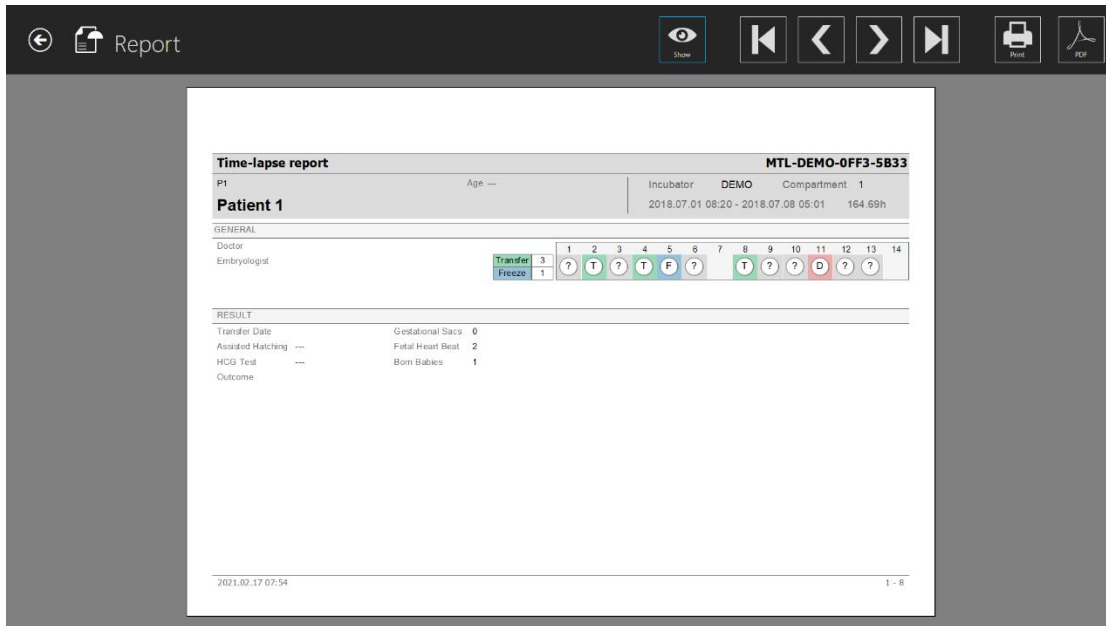 Report
Show
Print
PDF
Time-lapse report MTL-DEMO-0FF3-5B33
P1 Age --- Incubator DEMO Compartment 1
Patient 1 2018.07.01 08:20 - 2018.07.08 05:01 164.69h
GENERAL
Doctor
Embryologist
1 2 3 4 5 6 7 8 9 10 11 12 13 14
Transfer 3
Freeze 1
? T ? T F ? T ? ? D ? ?
RESULT
Transfer Date Gestational Sacs 0
Assisted Hatching --- Fetal Heart Beat 2
HCG Test --- Born Babies 1
Outcome
2021.02.17 07:54 1 - 8